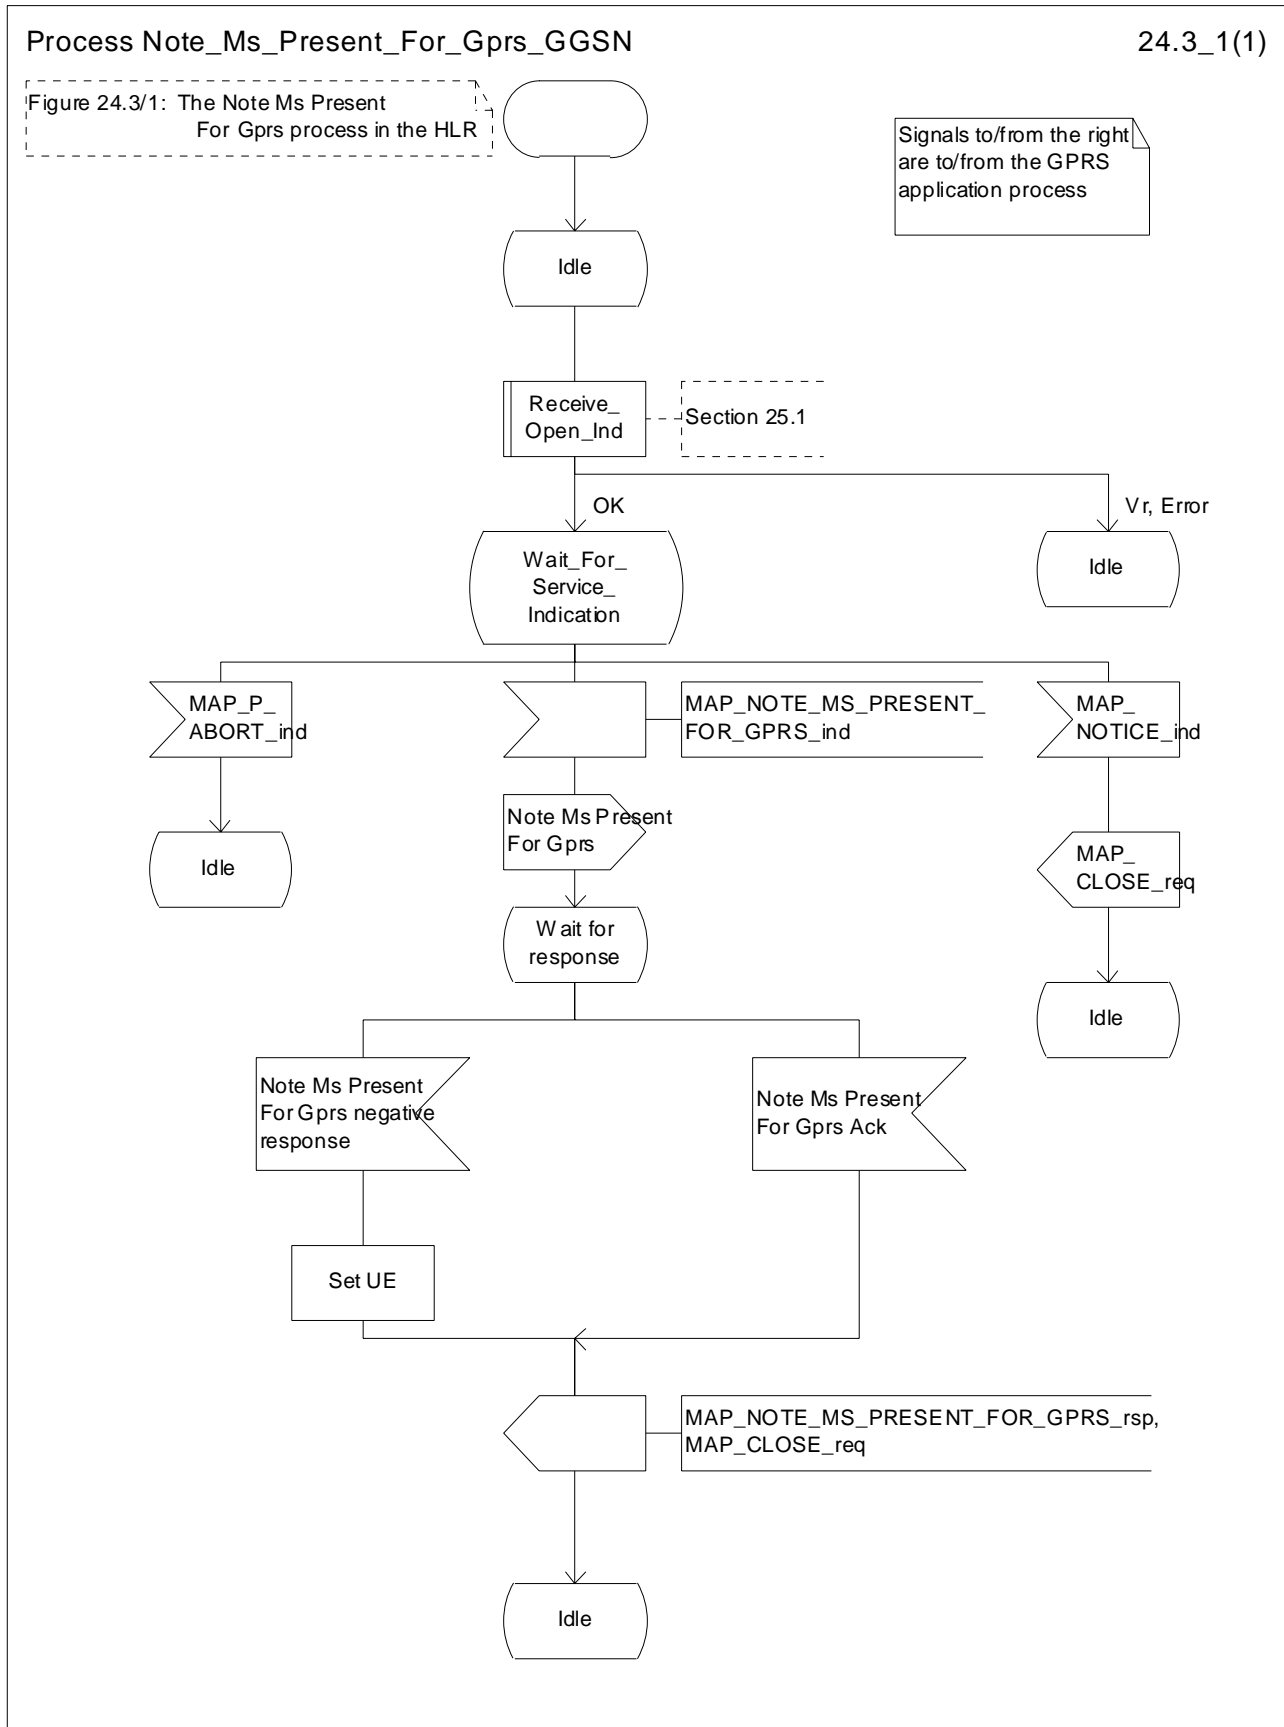 Process Note_Ms_Present_For_Gprs_GGSN
24.3_1(1)
Figure 24.3/1: The Note Ms Present
For Gprs process in the HLR
Signals to/from the right
are to/from the GPRS
application process
Idle
Receive_
Open_Ind
Section 25.1
OK
Vr, Error
Wait_For_
Service_
Indication
Idle
MAP_P_
ABORT_ind
MAP_NOTE_MS_PRESENT_
FOR_GPRS_ind
MAP_
NOTICE_ind
Note Ms Present
For Gprs
Idle
MAP_
CLOSE_req
Wait for
response
Idle
Note Ms Present
For Gprs negative
response
Note Ms Present
For Gprs Ack
Set UE
MAP_NOTE_MS_PRESENT_FOR_GPRS_rsp,
MAP_CLOSE_req
Idle